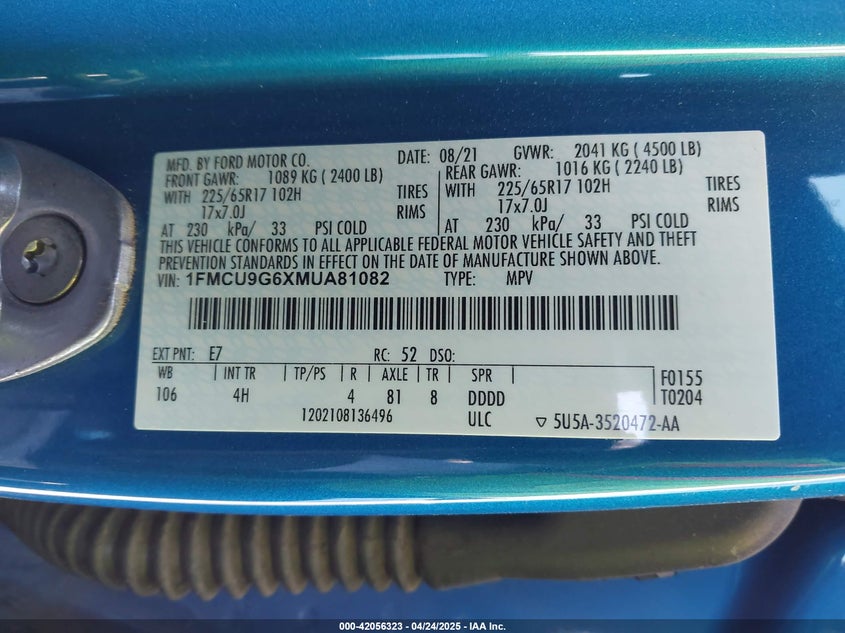 MFD. BY FORD MOTOR CO. DATE: 08/21 GVWR: 2041 KG ( 4500 LB)
FRONT GAWR: 1089 KG ( 2400 LB) REAR GAWR: 1016 KG ( 2240 LB)
WITH 225/65R17 102H TIRES WITH 225/65R17 102H TIRES
17x7.0J RIMS 17x7.0J RIMS
AT 230 kPa/ 33 PSI COLD AT 230 kPa/ 33 PSI COLD
THIS VEHICLE CONFORMS TO ALL APPLICABLE FEDERAL MOTOR VEHICLE SAFETY AND THEFT
PREVENTION STANDARDS IN EFFECT ON THE DATE OF MANUFACTURE SHOWN ABOVE.
VIN: 1FMCU9G6XMUA81082 TYPE: MPV
EXT PNT: E7 RC: 52 DSO:
WB INT TR TP/PS R AXLE TR SPR F0155
106 4H 4 81 8 DDDD T0204
1202108136496 ULC ▽ 5U5A-3520472-AA
000-42056323 / 04/24/2025 - IAA Inc.